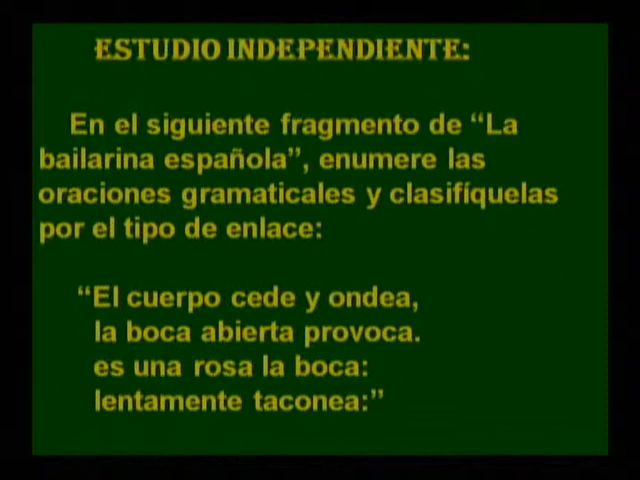 ESTUDIO INDEPENDIENTE:
En el siguiente fragmento de “La
bailarina española”, enumere las
oraciones gramaticales y clasifíquelas
por el tipo de enlace:
“El cuerpo cede y ondea,
la boca abierta provoca.
es una rosa la boca:
lentamente taconea:”